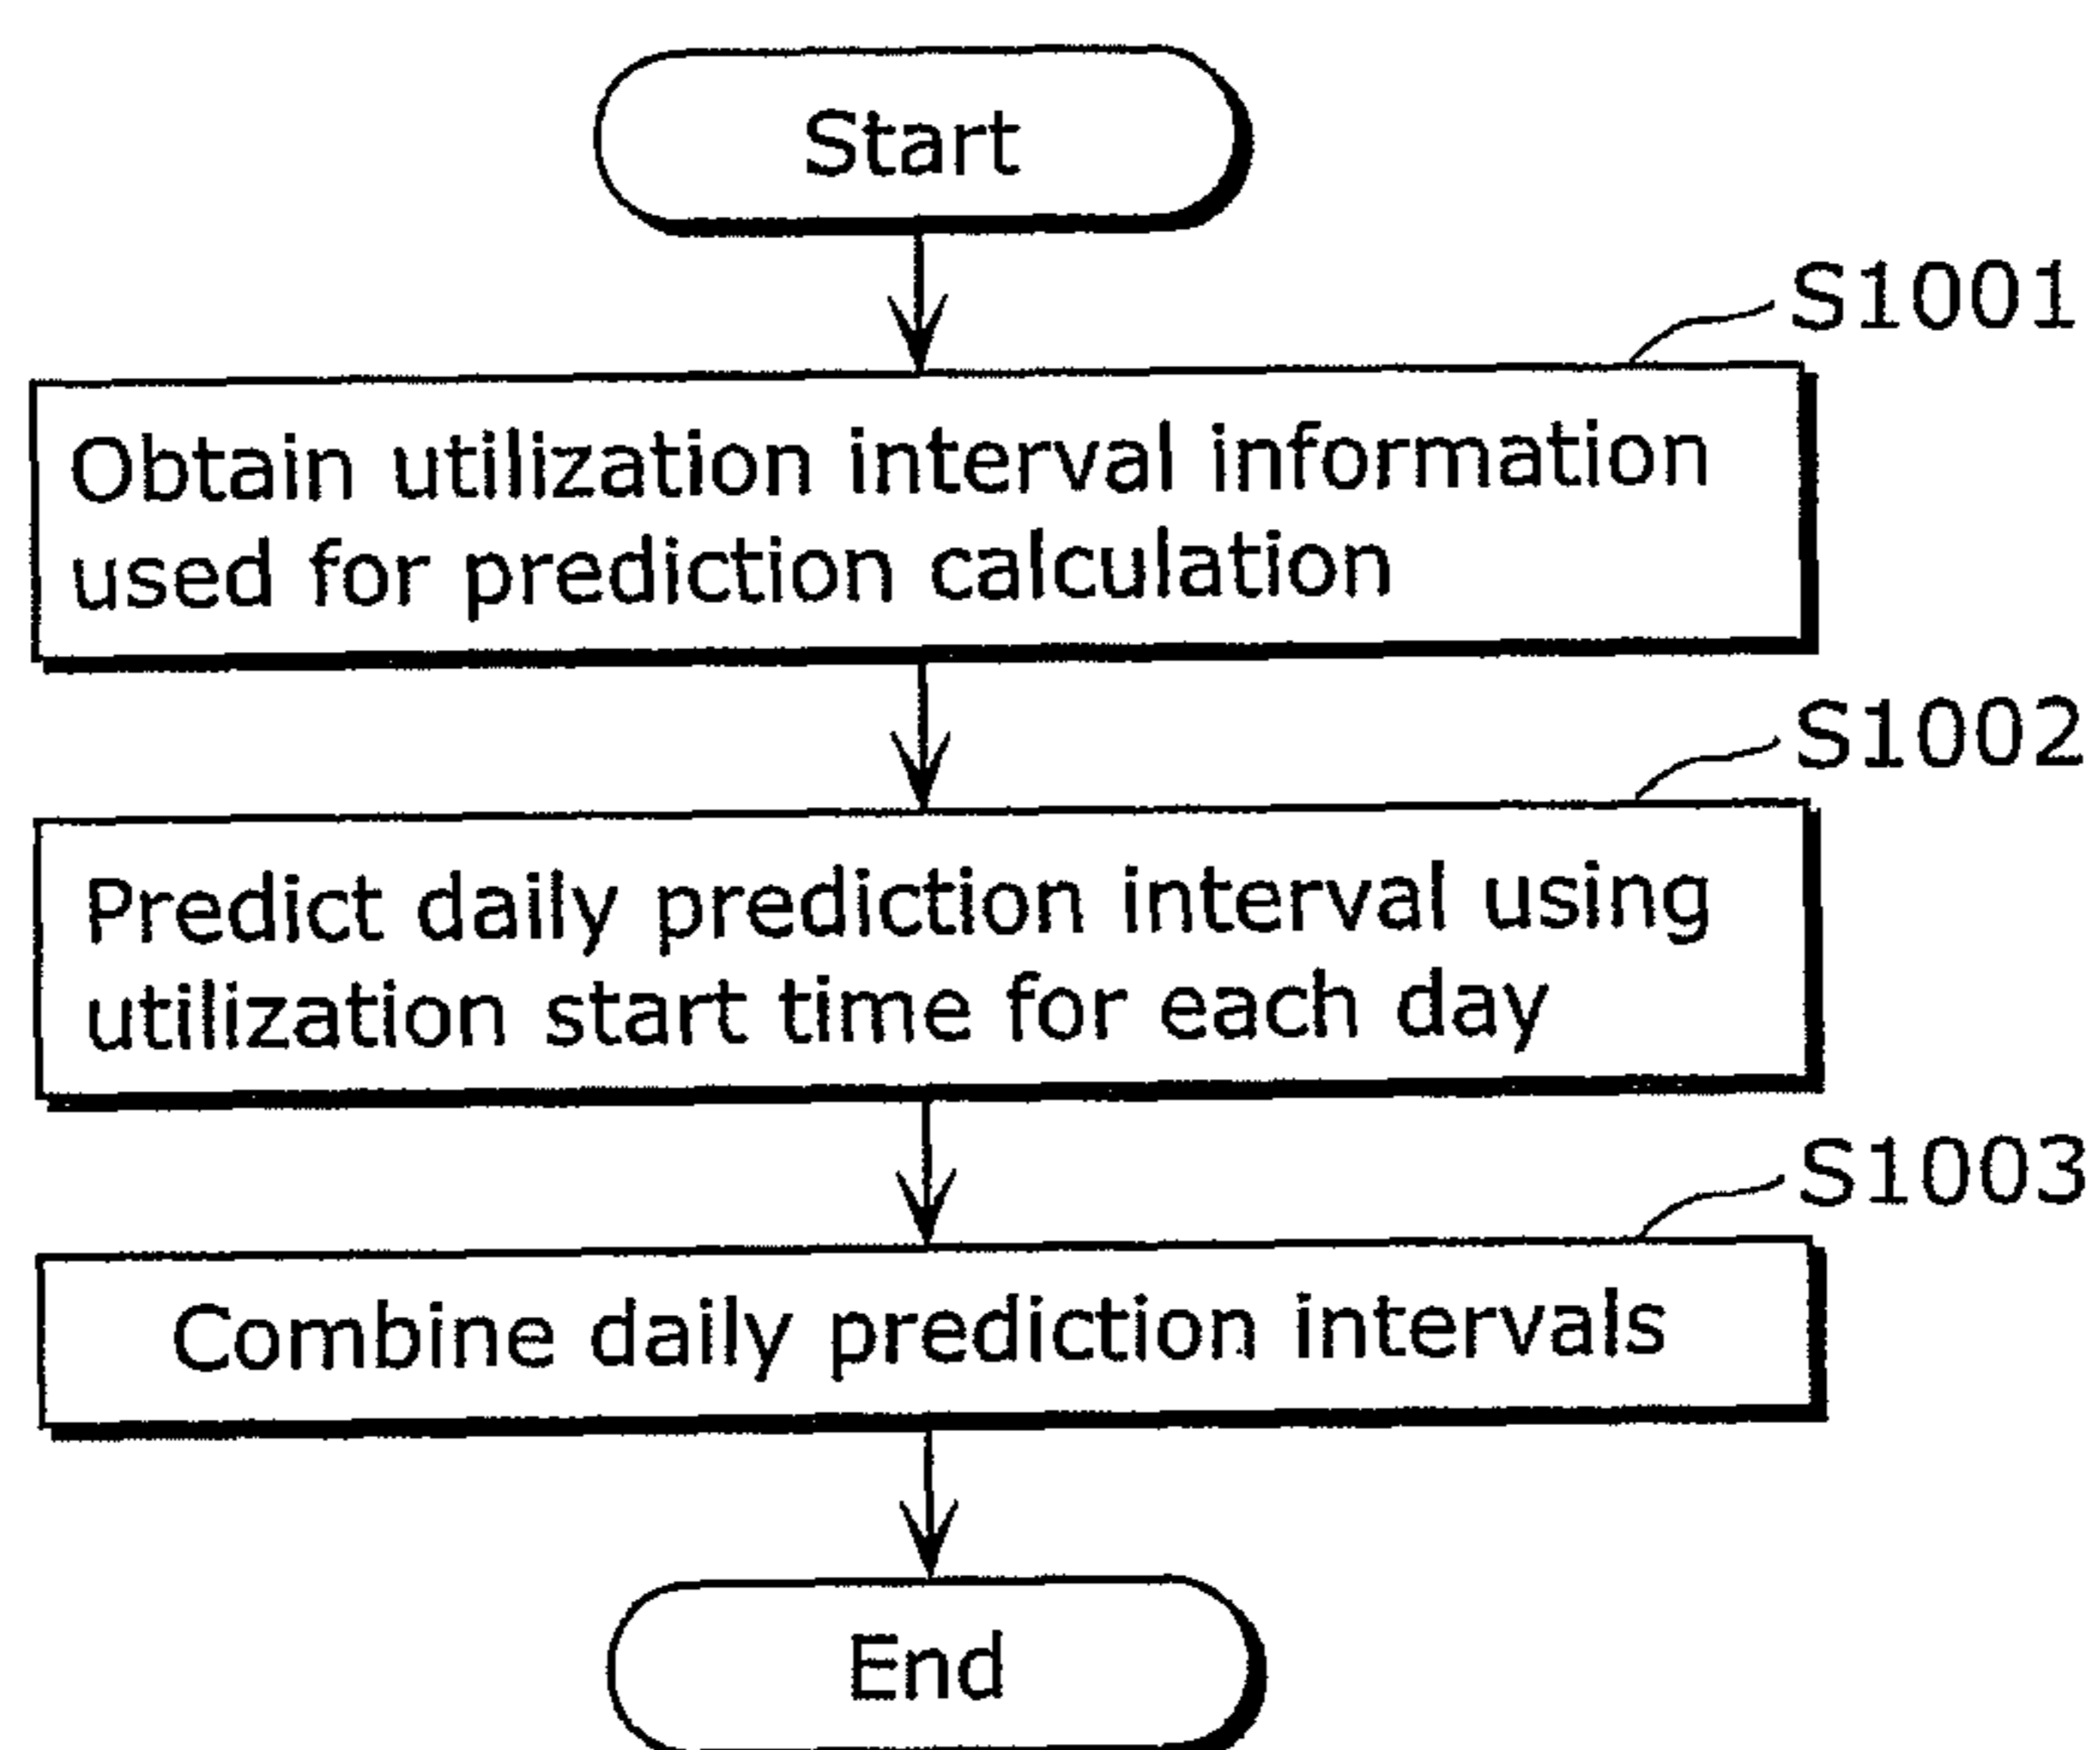 Start
S1001
Obtain utilization interval information
used for prediction calculation
S1002
Predict daily prediction interval using
utilization start time for each day
S1003
Combine daily prediction intervals
End